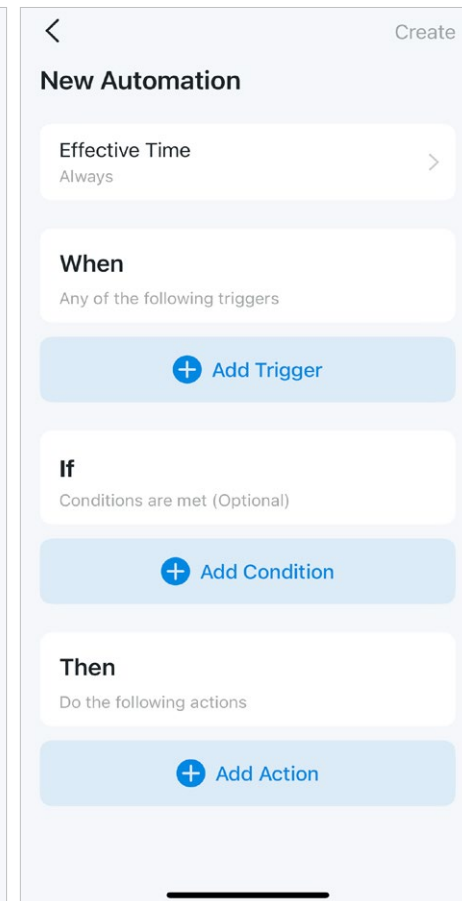 Create
New Automation
Effective Time
Always
When
Any of the following triggers
Add Trigger
If
Conditions are met (Optional)
Add Condition
Then
Do the following actions
Add Action